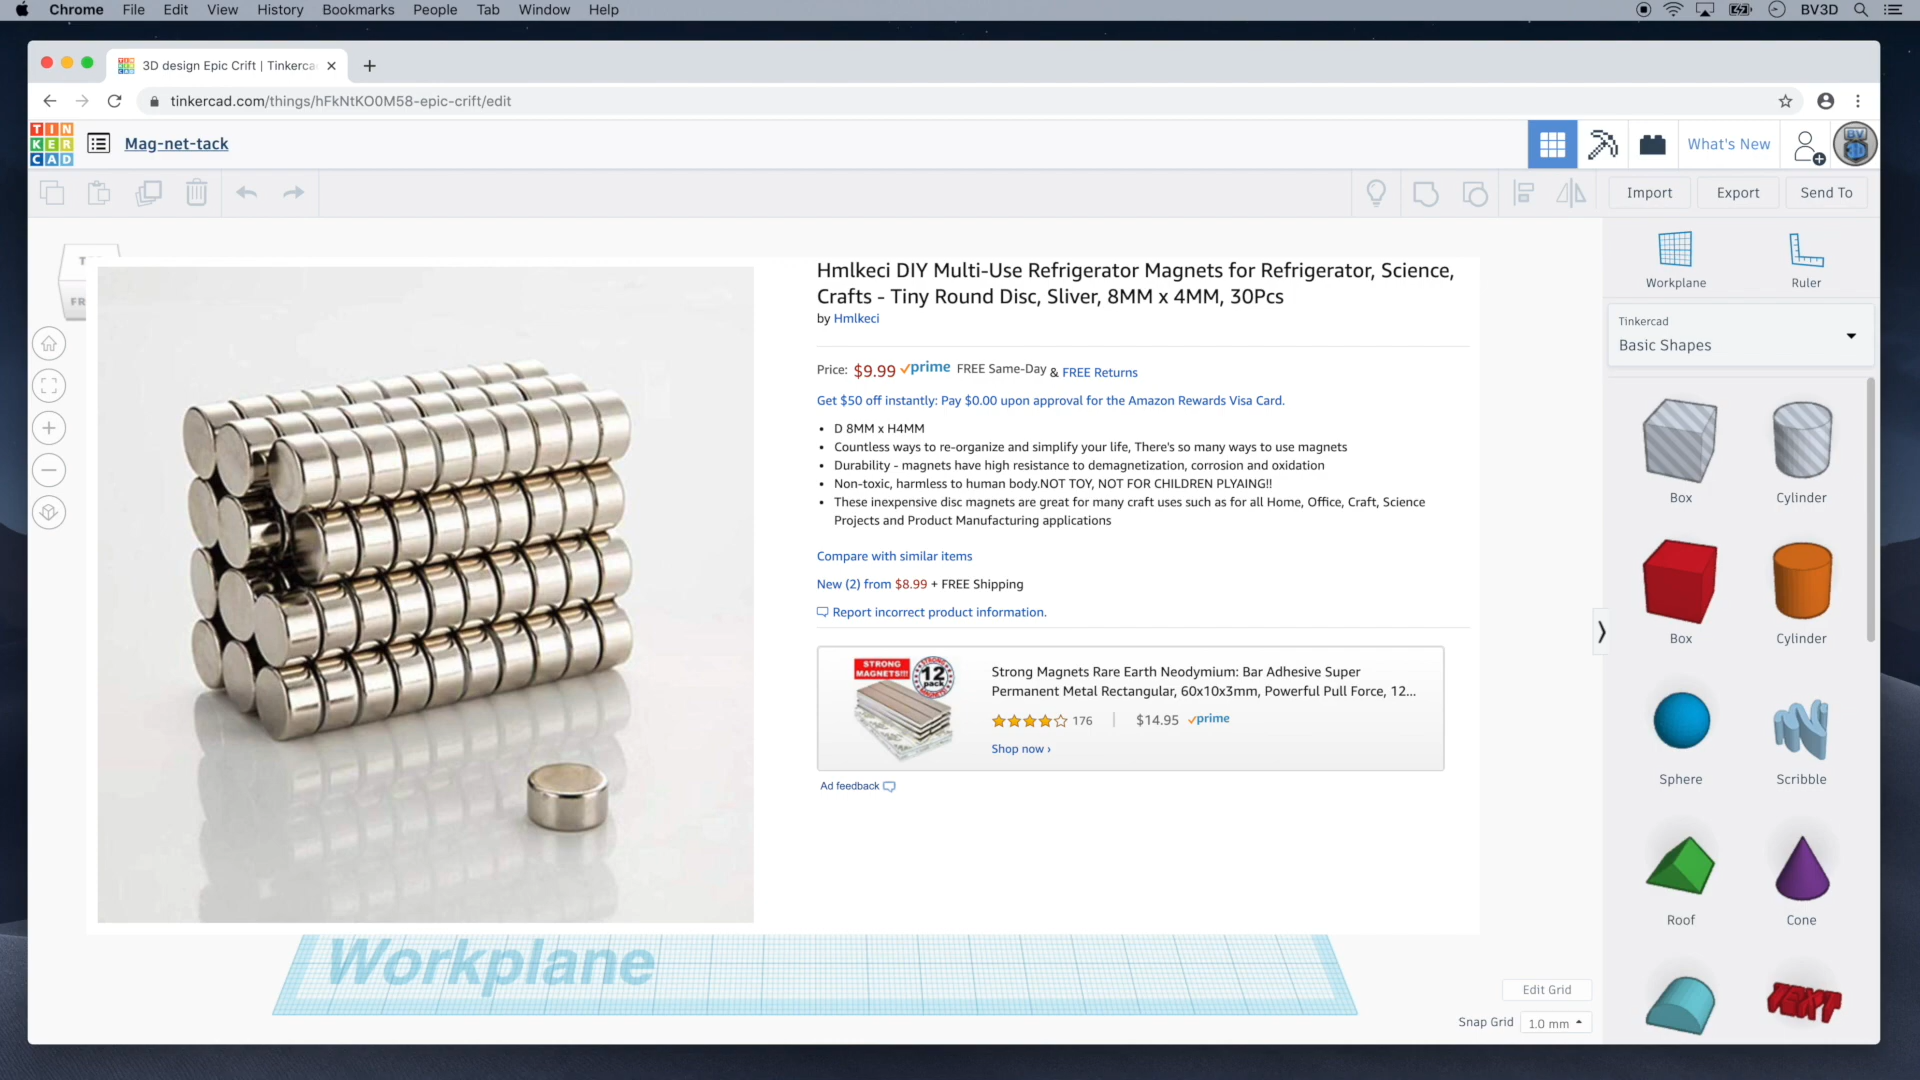 Chrome File Edit View History Bookmarks People Tab Window Help
BV3D
3D design Epic Crift | Tinkerca
tinkercad.com/things/hFkNtKO0M58-epic-crift/edit
TIN
KER
CAD
Mag-net-tack
What's New
Import Export Send To
FR
Workplane
Ruler
Tinkercad
Basic Shapes
Hmlkeci DIY Multi-Use Refrigerator Magnets for Refrigerator, Science,
Crafts - Tiny Round Disc, Sliver, 8MM x 4MM, 30Pcs
by Hmlkeci
Price: $9.99 prime FREE Same-Day & FREE Returns
Get $50 off instantly: Pay $0.00 upon approval for the Amazon Rewards Visa Card.
• D 8MM x H4MM
• Countless ways to re-organize and simplify your life, There's so many ways to use magnets
• Durability - magnets have high resistance to demagnetization, corrosion and oxidation
• Non-toxic, harmless to human body.NOT TOY, NOT FOR CHILDREN PLYAING!!
• These inexpensive disc magnets are great for many craft uses such as for all Home, Office, Craft, Science
Projects and Product Manufacturing applications
Compare with similar items
New (2) from $8.99 + FREE Shipping
Report incorrect product information.
STRONG
MAGNETS!!!
12
Strong Magnets Rare Earth Neodymium: Bar Adhesive Super
Permanent Metal Rectangular, 60x10x3mm, Powerful Pull Force, 12...
176 | $14.95 prime
Shop now ›
Ad feedback
Box
Cylinder
Box
Cylinder
Sphere
Scribble
Roof
Cone
TEXT
Workplane
Edit Grid
Snap Grid 1.0 mm